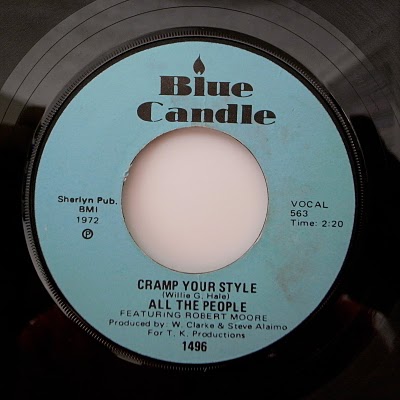 Blue
Candle
Sherlyn Pub.
BMI
1972
℗
VOCAL
563
Time: 2:20
CRAMP YOUR STYLE
(Willie G. Hale)
ALL THE PEOPLE
FEATURING ROBERT MOORE
Produced by W. Clarke & Steve Alaimo
For T. K. Productions
1496